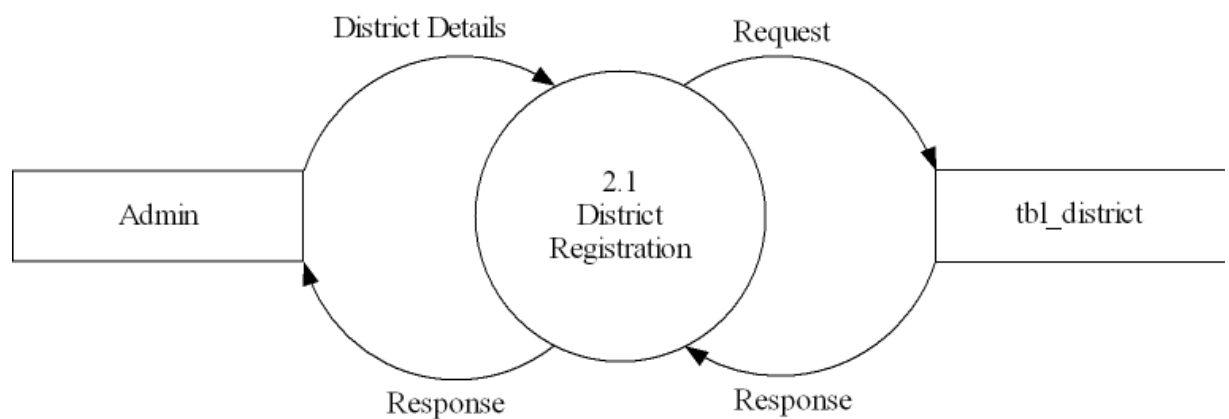 District Details
Request
Admin
2.1
District
Registration
tbl_district
Response
Response